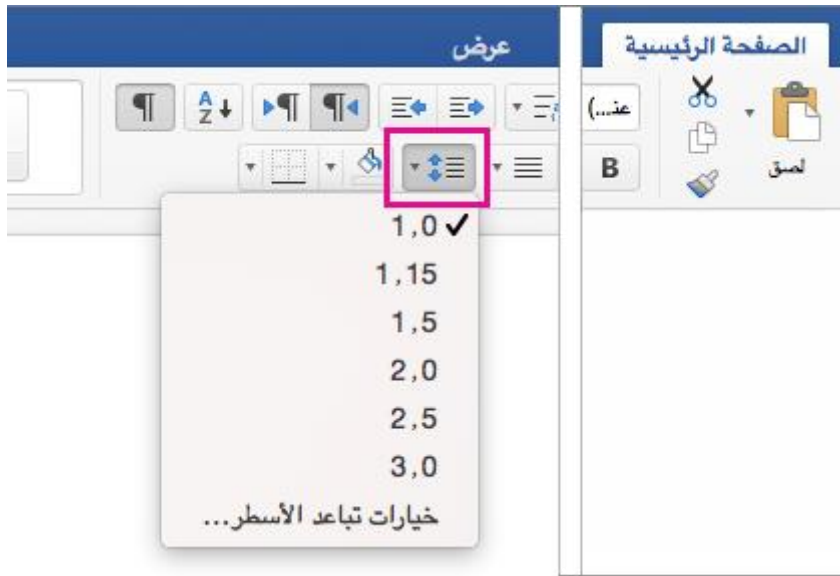 الصفحة الرئيسية
عرض
لصق
عنـ...)
B
A
Z
1,0
1,15
1,5
2,0
2,5
3,0
خيارات تباعد الأسطر...